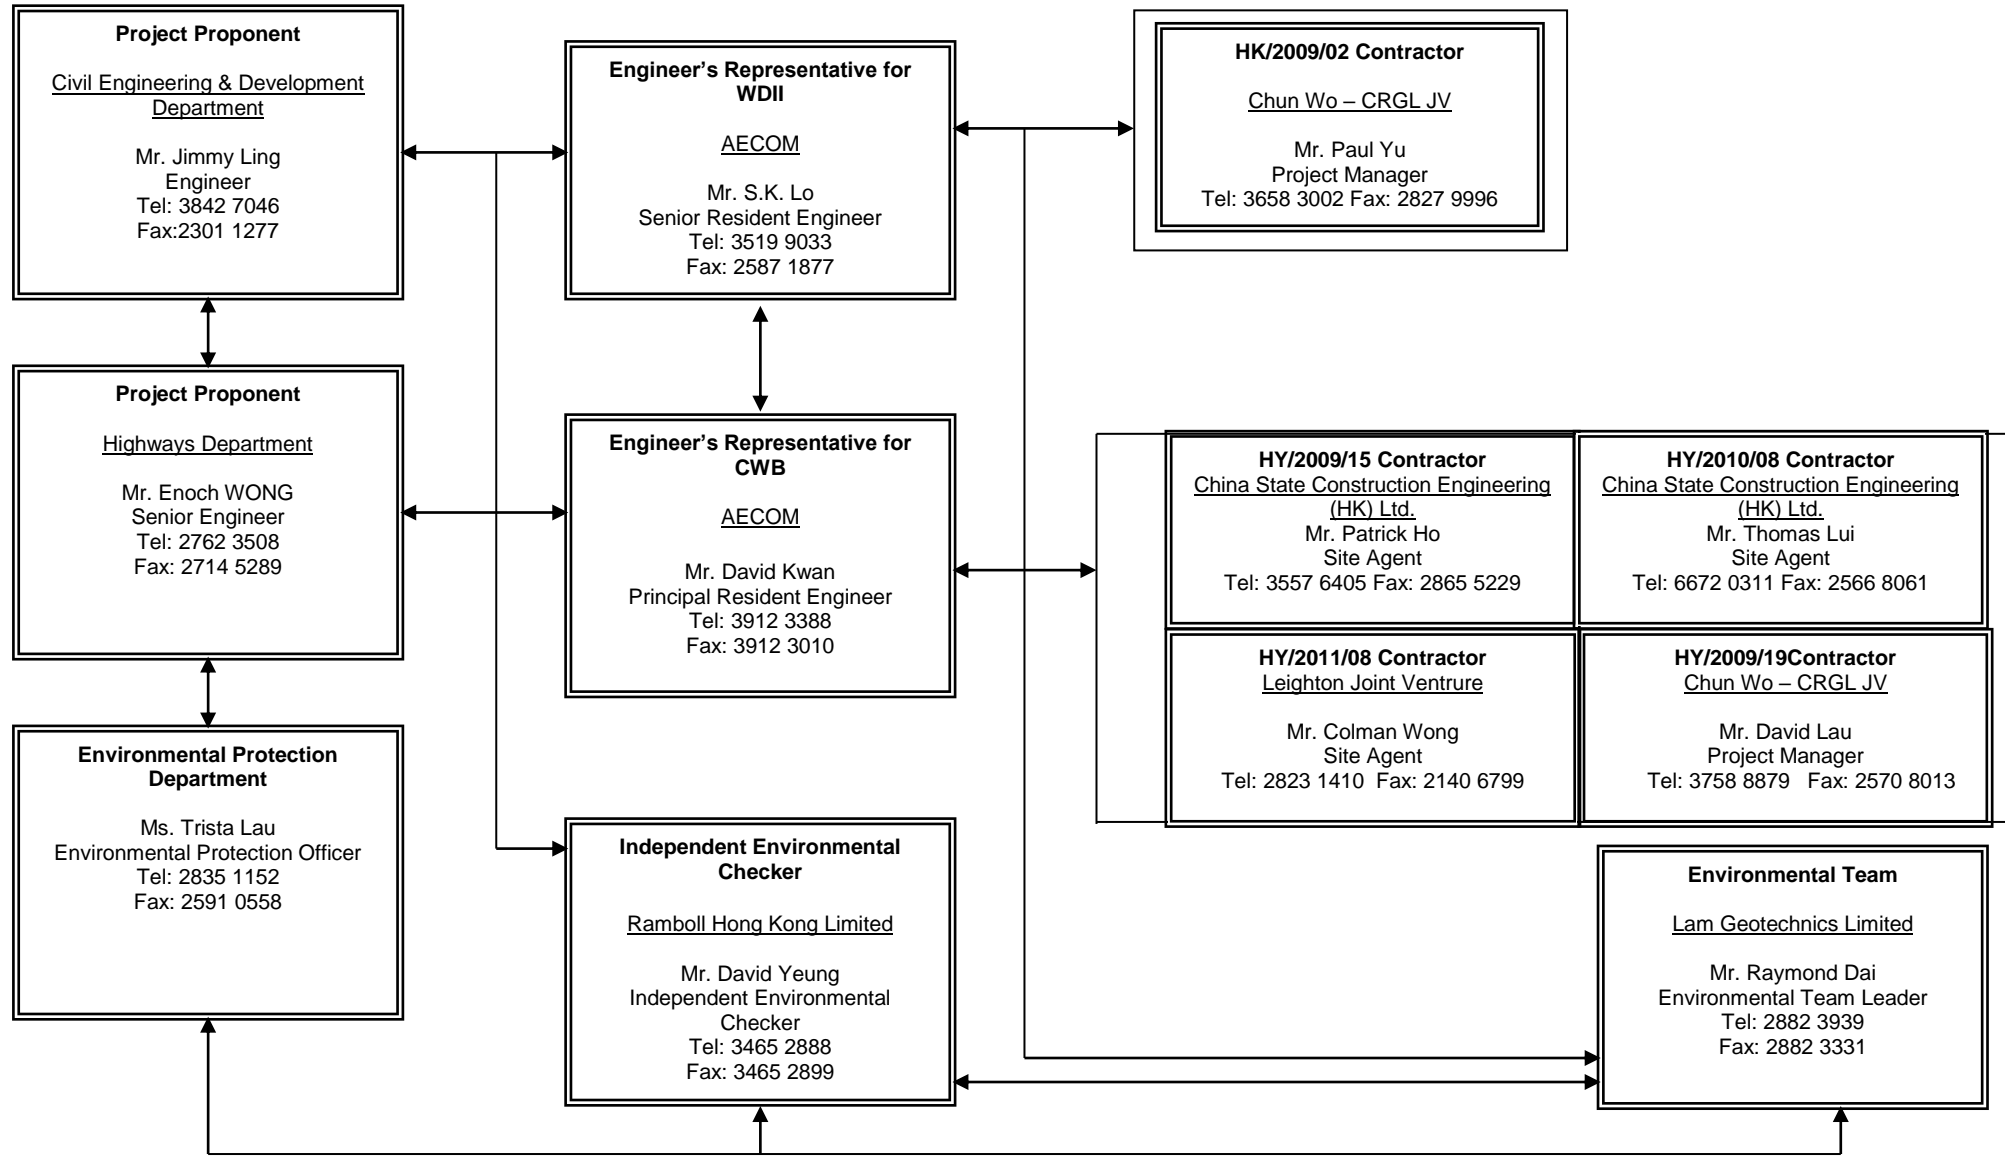 Project Proponent
Civil Engineering & Development
Department
Mr. Jimmy Ling
Engineer
Tel: 3842 7046
Fax:2301 1277
Engineer's Representative for
WDII
AECOM
Mr. S.K. Lo
Senior Resident Engineer
Tel: 3519 9033
Fax: 2587 1877
HK/2009/02 Contractor
Chun Wo – CRGL JV
Mr. Paul Yu
Project Manager
Tel: 3658 3002 Fax: 2827 9996
Project Proponent
Highways Department
Mr. Enoch WONG
Senior Engineer
Tel: 2762 3508
Fax: 2714 5289
Engineer's Representative for
CWB
AECOM
Mr. David Kwan
Principal Resident Engineer
Tel: 3912 3388
Fax: 3912 3010
HY/2009/15 Contractor
China State Construction Engineering
(HK) Ltd.
Mr. Patrick Ho
Site Agent
Tel: 3557 6405 Fax: 2865 5229
HY/2010/08 Contractor
China State Construction Engineering
(HK) Ltd.
Mr. Thomas Lui
Site Agent
Tel: 6672 0311 Fax: 2566 8061
HY/2011/08 Contractor
Leighton Joint Ventrure
Mr. Colman Wong
Site Agent
Tel: 2823 1410  Fax: 2140 6799
HY/2009/19Contractor
Chun Wo – CRGL JV
Mr. David Lau
Project Manager
Tel: 3758 8879   Fax: 2570 8013
Environmental Protection
Department
Ms. Trista Lau
Environmental Protection Officer
Tel: 2835 1152
Fax: 2591 0558
Independent Environmental
Checker
Ramboll Hong Kong Limited
Mr. David Yeung
Independent Environmental
Checker
Tel: 3465 2888
Fax: 3465 2899
Environmental Team
Lam Geotechnics Limited
Mr. Raymond Dai
Environmental Team Leader
Tel: 2882 3939
Fax: 2882 3331